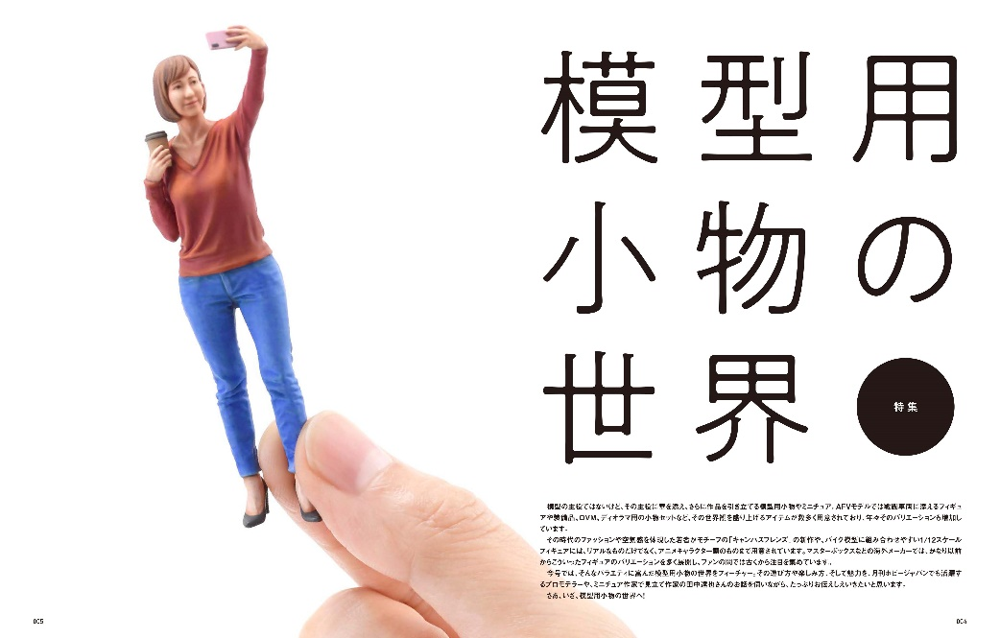 模型用
小物の
世界
特集
模型の主役ではないけど、その主役に華を添え、さらに作品を引き立てる模型用小物やミニチュア。AFVモデルでは戦闘車両に添えるフィギュ
アや装備品、OVM、ディオラマ用の小物セットなど、その世界観を盛り上げるアイテムが数多く用意されており、年々そのバリエーションも増加し
ています。
その時代のファッションや空気感を体現した若者がモチーフの「キャンパスフレンズ」の新作や、バイク模型に組み合わせやすい1/12スケール
フィギュアには、リアルなものだけでなく、アニメキャラクター顔のものまで用意されています。マスターボックスなどの海外メーカーでは、かなり以前
からこういったフィギュアのバリエーションを多く展開し、ファンの間では古くから注目を集めています。
今号では、そんなバラエティに富んだ模型用小物の世界をフィーチャー。その遊び方や楽しみ方、そして魅力を、月刊ホビージャパンでも活躍す
るプロモデラーや、ミニチュア作家で見立て作家の田中達也さんのお話を伺いながら、たっぷりお伝えしていきたいと思います。
さあ、いざ、模型用小物の世界へ!
005
004